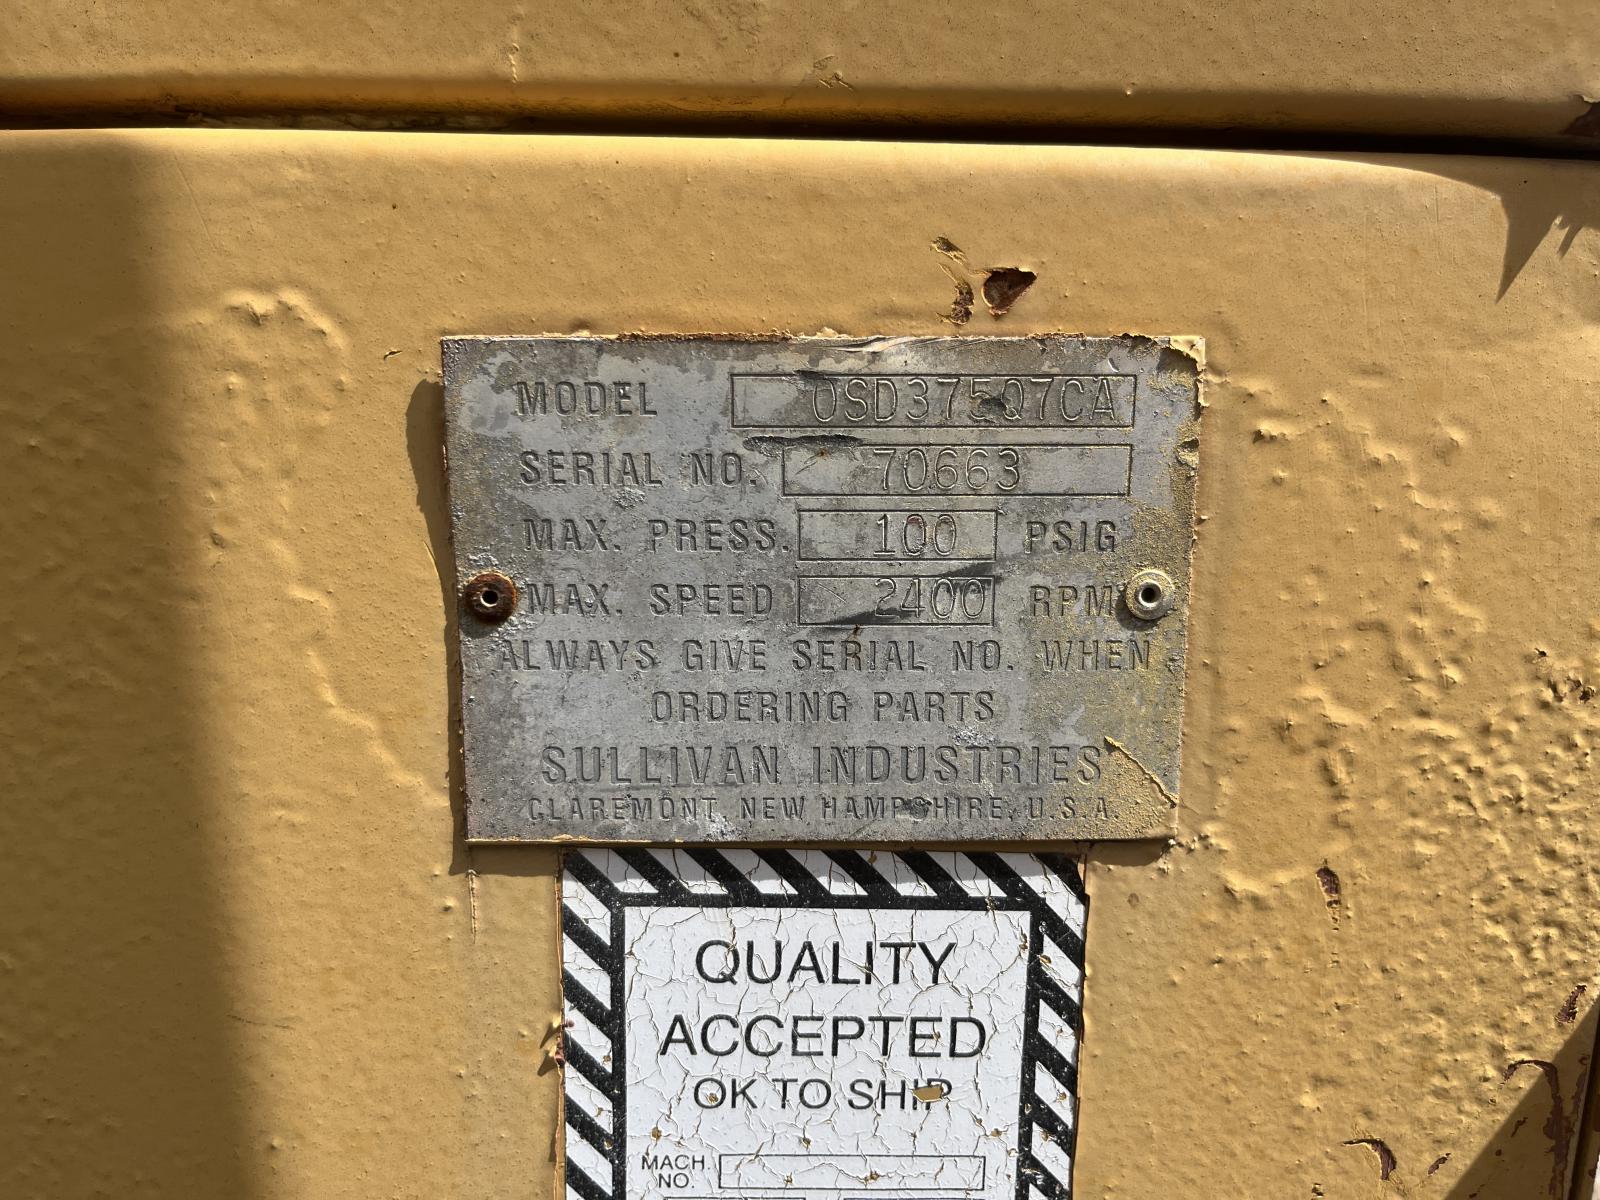 MODEL OSD375Q7CA
SERIAL NO. 70663
MAX. PRESS. 100 PSIG
MAX. SPEED 2400 RPM
ALWAYS GIVE SERIAL NO. WHEN
ORDERING PARTS
SULLIVAN INDUSTRIES
CLAREMONT, NEW HAMPSHIRE, U.S.A.
QUALITY
ACCEPTED
OK TO SHIP
MACH.
NO.